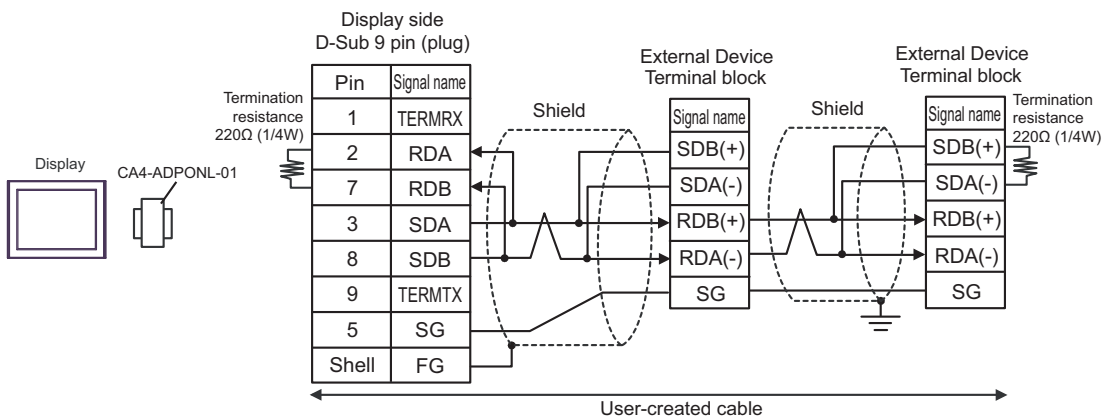 Display side
D-Sub 9 pin (plug)
Termination
resistance
220Ω (1/4W)
Display
CA4-ADPONL-01
Pin Signal name
1 TERMRX
2 RDA
7 RDB
3 SDA
8 SDB
9 TERMTX
5 SG
Shell FG
Shield
External Device
Terminal block
Signal name
SDB(+)
SDA(-)
RDB(+)
RDA(-)
SG
Shield
External Device
Terminal block
Signal name
SDB(+)
SDA(-)
RDB(+)
RDA(-)
SG
Termination
resistance
220Ω (1/4W)
User-created cable